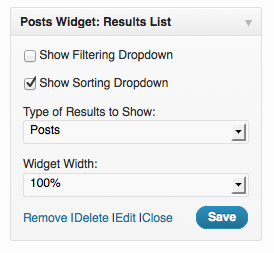 Posts Widget: Results List
Show Filtering Dropdown
Show Sorting Dropdown
Type of Results to Show:
Posts
Widget Width:
100%
Remove |Delete |Edit |Close
Save